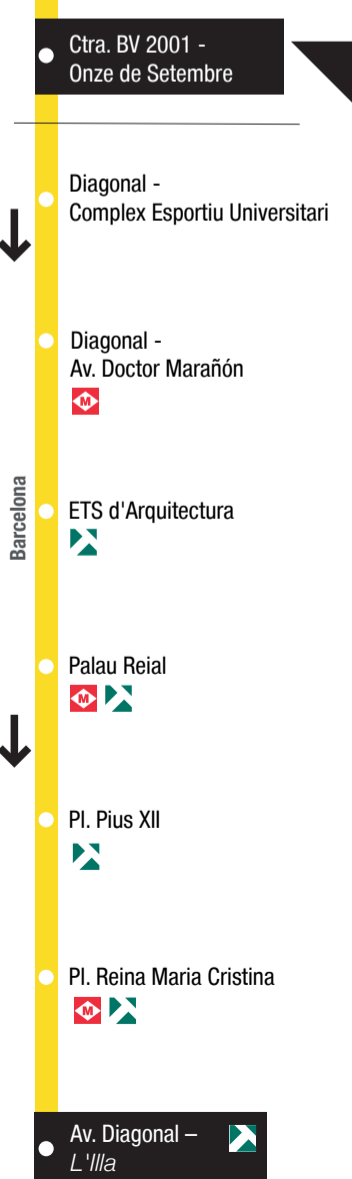 Ctra. BV 2001 -
Onze de Setembre
Diagonal -
Complex Esportiu Universitari
Diagonal -
Av. Doctor Marañón
M
Barcelona
ETS d'Arquitectura
Palau Reial
M
Pl. Pius XII
Pl. Reina Maria Cristina
M
Av. Diagonal –
L'Illa